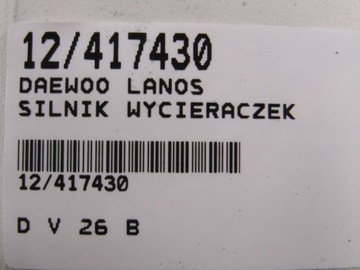 12/417430
DAEWOO LANOS
SILNIK WYCIERACZEK
12/417430
D V 26 B